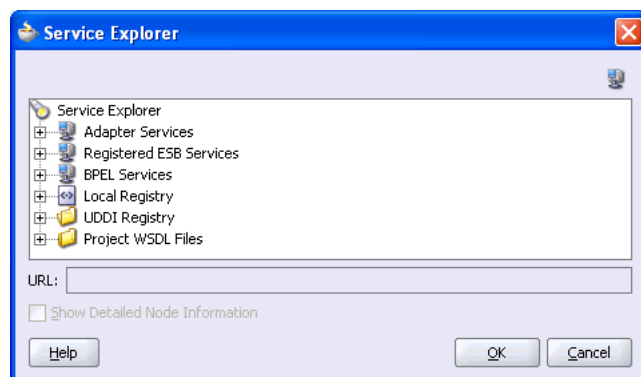 Service Explorer
Service Explorer
Adapter Services
Registered ESB Services
BPEL Services
Local Registry
UDDI Registry
Project WSDL Files
URL:
Show Detailed Node Information
Help OK Cancel